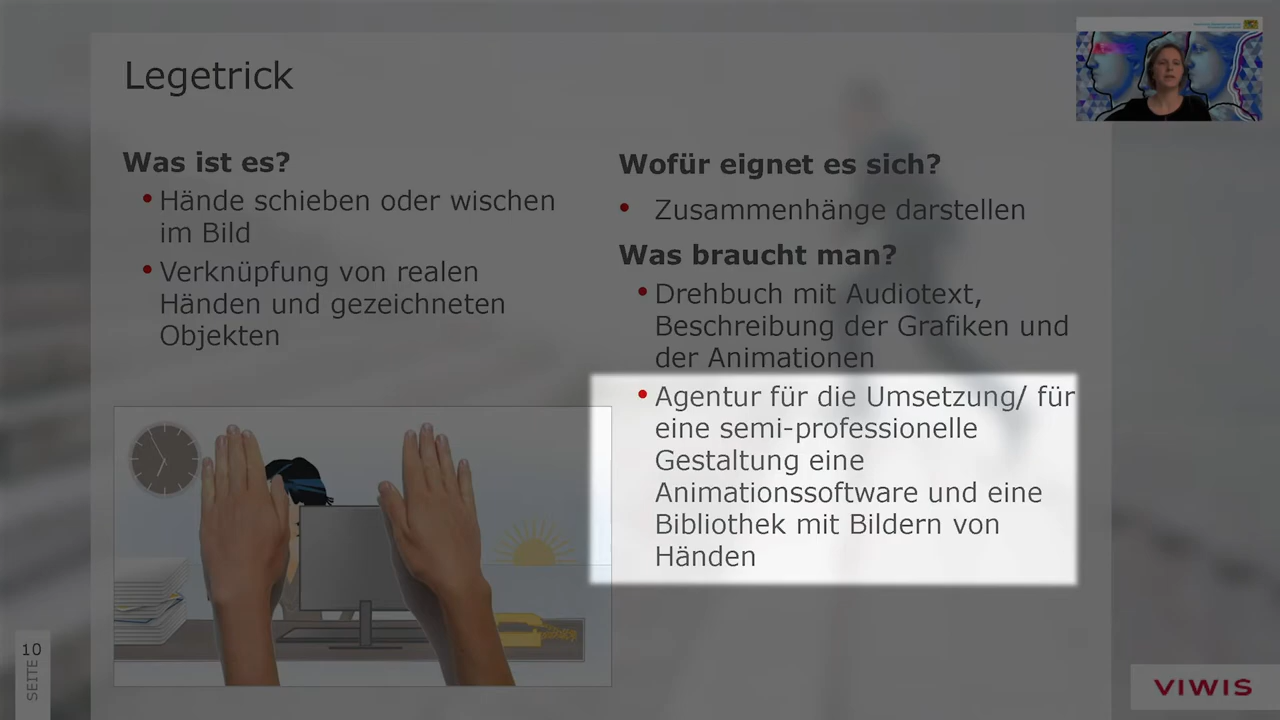 Legetrick
Was ist es?
• Hände schieben oder wischen
im Bild
• Verknüpfung von realen
Händen und gezeichneten
Objekten
Wofür eignet es sich?
• Zusammenhänge darstellen
Was braucht man?
• Drehbuch mit Audiotext,
Beschreibung der Grafiken und
der Animationen
• Agentur für die Umsetzung/ für
eine semi-professionelle
Gestaltung eine
Animationssoftware und eine
Bibliothek mit Bildern von
Händen
10
SEITE
VIWIS